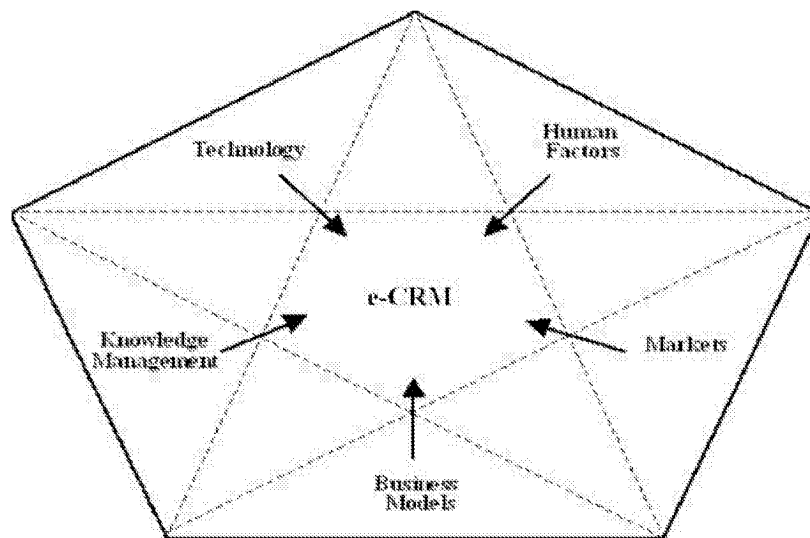 Technology
Human
Factors
e-CRM
Knowledge
Management
Markets
Business
Models